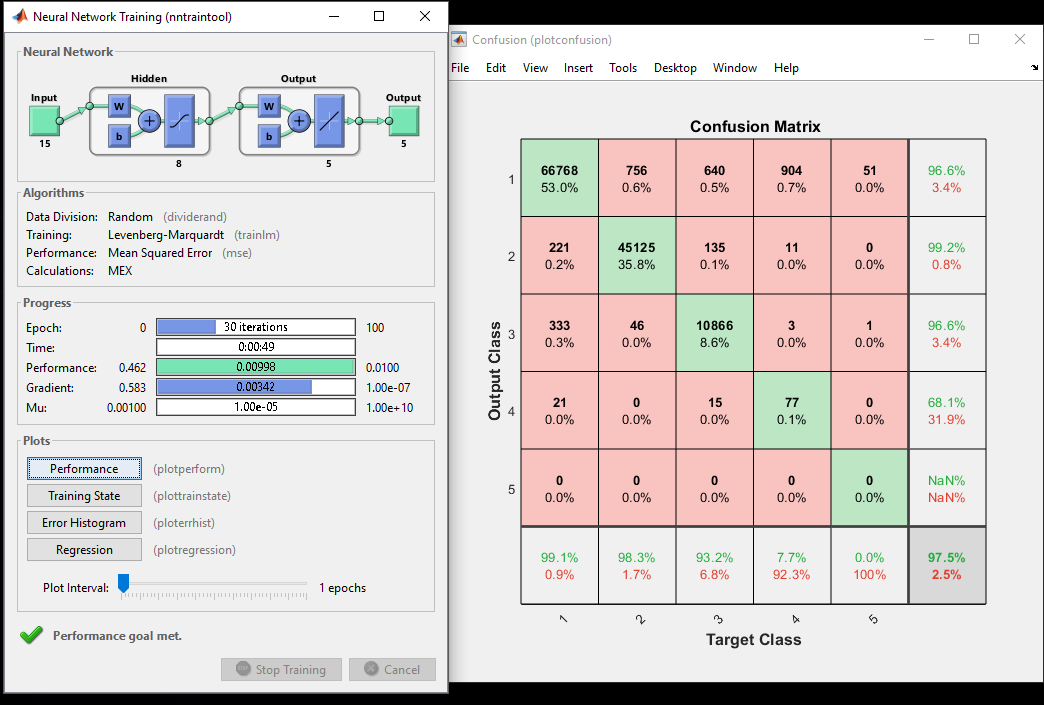 Neural Network Training (nntraintool)
Neural Network
Hidden
Output
Input
W
W
Output
b
b
15
8
5
5
Algorithms
Data Division: Random (dividerand)
Training: Levenberg-Marquardt (trainlm)
Performance: Mean Squared Error (mse)
Calculations: MEX
Progress
Epoch: 0 30 iterations 100
Time: 0:00:49
Performance: 0.462 0.00998 0.0100
Gradient: 0.583 0.00342 1.00e-07
Mu: 0.00100 1.00e-05 1.00e+10
Plots
Performance (plotperform)
Training State (plottrainstate)
Error Histogram (ploterrhist)
Regression (plotregression)
Plot Interval: 1 epochs
Performance goal met.
Stop Training Cancel
Confusion (plotconfusion)
File Edit View Insert Tools Desktop Window Help
Confusion Matrix
1 66768 756 640 904 51 96.6%
53.0% 0.6% 0.5% 0.7% 0.0% 3.4%
2 221 45125 135 11 0 99.2%
0.2% 35.8% 0.1% 0.0% 0.0% 0.8%
3 333 46 10866 3 1 96.6%
0.3% 0.0% 8.6% 0.0% 0.0% 3.4%
4 21 0 15 77 0 68.1%
0.0% 0.0% 0.0% 0.1% 0.0% 31.9%
5 0 0 0 0 0 NaN%
0.0% 0.0% 0.0% 0.0% 0.0% NaN%
99.1% 98.3% 93.2% 7.7% 0.0% 97.5%
0.9% 1.7% 6.8% 92.3% 100% 2.5%
1 2 3 4 5
Target Class
Output Class